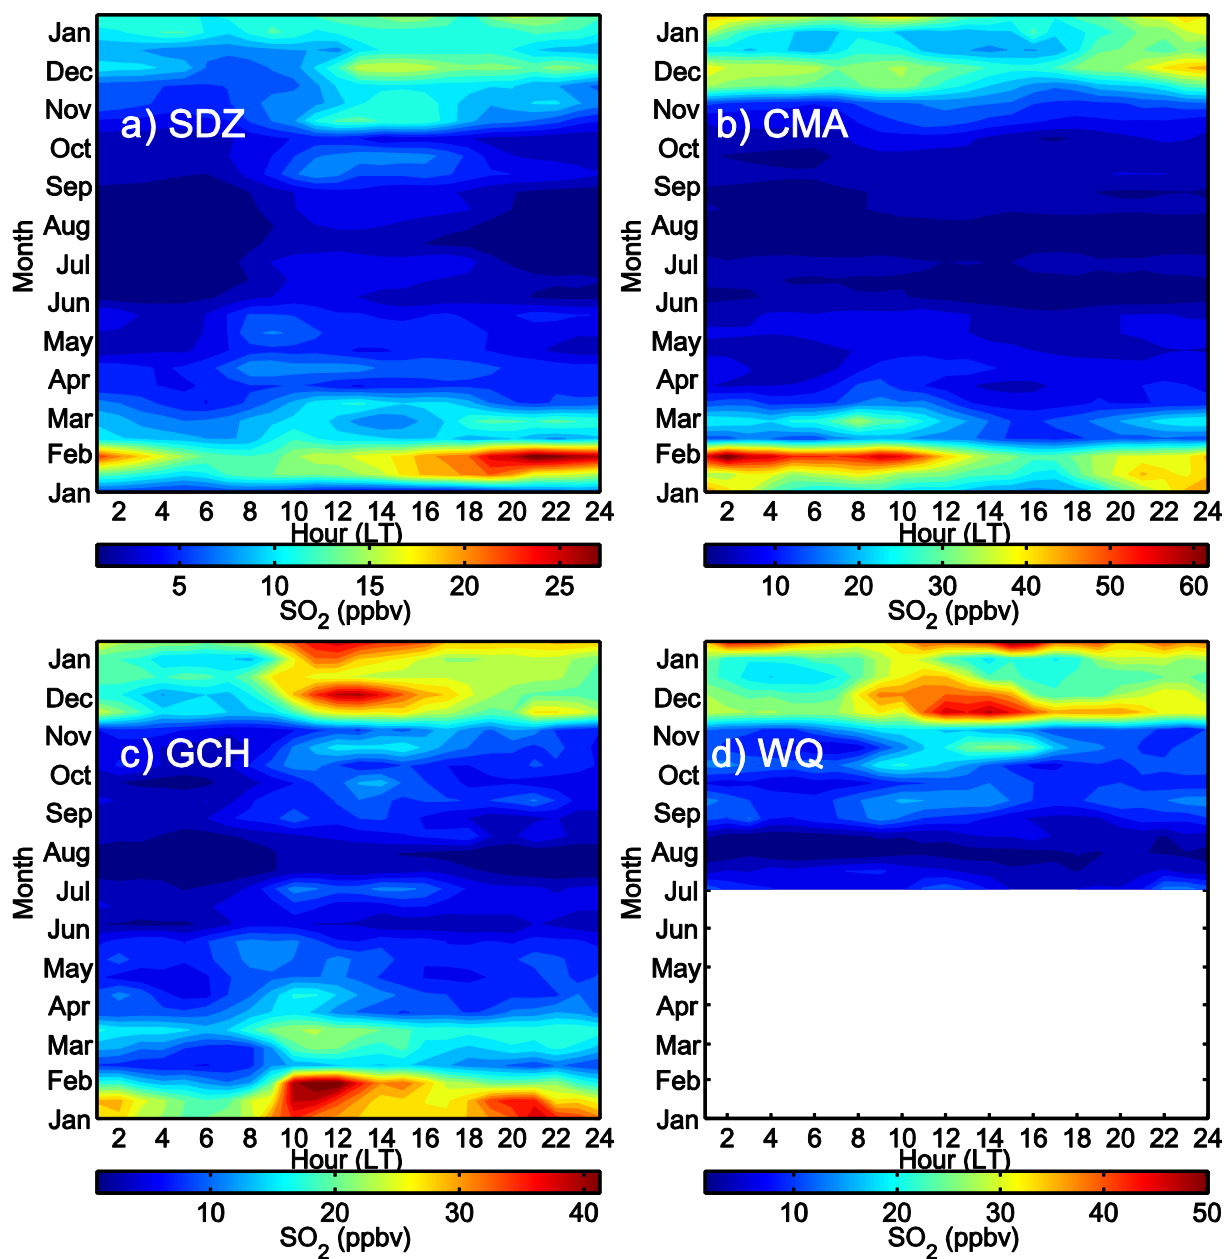 a) SDZ
Month
Jan
Dec
Nov
Oct
Sep
Aug
Jul
Jun
May
Apr
Mar
Feb
Jan
2 4 6 8 10 12 14 16 18 20 22 24
Hour (LT)
5 10 15 20 25
SO2 (ppbv)
b) CMA
Month
Jan
Dec
Nov
Oct
Sep
Aug
Jul
Jun
May
Apr
Mar
Feb
Jan
2 4 6 8 10 12 14 16 18 20 22 24
Hour (LT)
10 20 30 40 50 60
SO2 (ppbv)
c) GCH
Month
Jan
Dec
Nov
Oct
Sep
Aug
Jul
Jun
May
Apr
Mar
Feb
Jan
2 4 6 8 10 12 14 16 18 20 22 24
Hour (LT)
10 20 30 40
SO2 (ppbv)
d) WQ
Month
Jan
Dec
Nov
Oct
Sep
Aug
Jul
Jun
May
Apr
Mar
Feb
Jan
2 4 6 8 10 12 14 16 18 20 22 24
Hour (LT)
10 20 30 40 50
SO2 (ppbv)